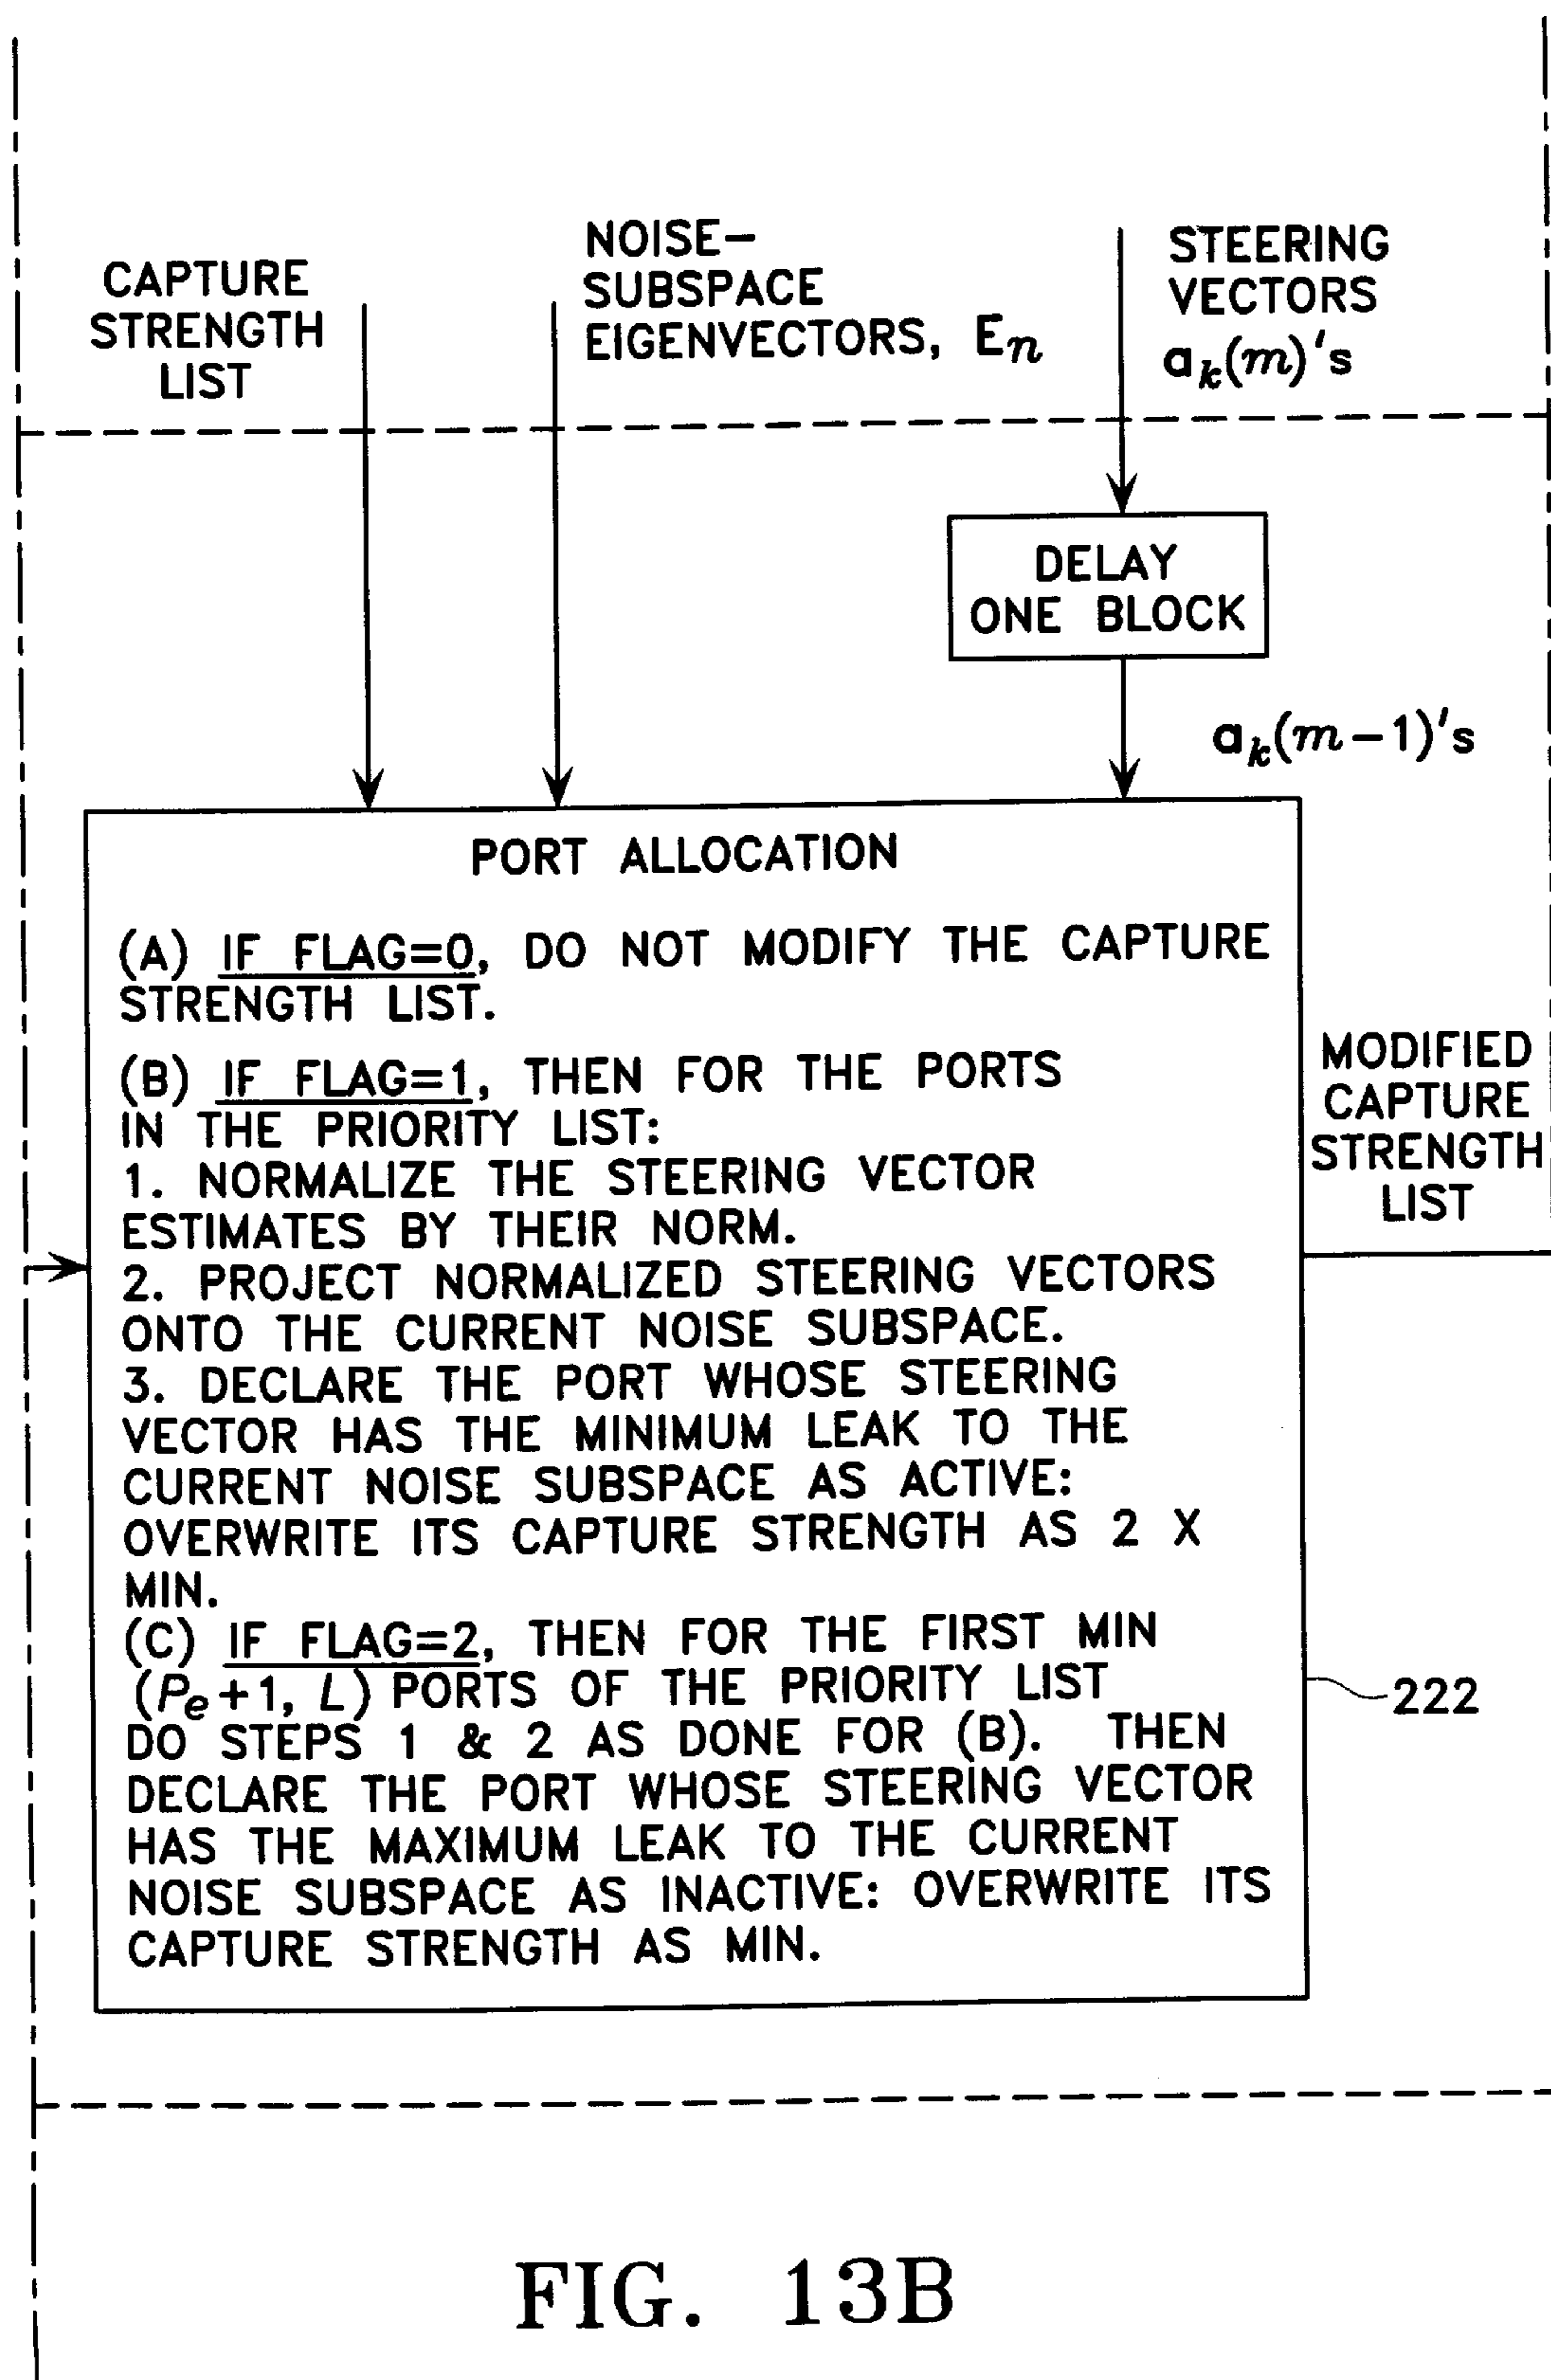 CAPTURE
STRENGTH
LIST
NOISE-
SUBSPACE
EIGENVECTORS, Eₙ
STEERING
VECTORS
aₖ(m)'s
DELAY
ONE BLOCK
aₖ(m-1)'s
PORT ALLOCATION
(A) IF FLAG=0, DO NOT MODIFY THE CAPTURE
STRENGTH LIST.
(B) IF FLAG=1, THEN FOR THE PORTS
IN THE PRIORITY LIST:
1. NORMALIZE THE STEERING VECTOR
ESTIMATES BY THEIR NORM.
2. PROJECT NORMALIZED STEERING VECTORS
ONTO THE CURRENT NOISE SUBSPACE.
3. DECLARE THE PORT WHOSE STEERING
VECTOR HAS THE MINIMUM LEAK TO THE
CURRENT NOISE SUBSPACE AS ACTIVE:
OVERWRITE ITS CAPTURE STRENGTH AS 2 X
MIN.
(C) IF FLAG=2, THEN FOR THE FIRST MIN
(Pₑ+1, L) PORTS OF THE PRIORITY LIST
DO STEPS 1 & 2 AS DONE FOR (B). THEN
DECLARE THE PORT WHOSE STEERING VECTOR
HAS THE MAXIMUM LEAK TO THE CURRENT
NOISE SUBSPACE AS INACTIVE: OVERWRITE ITS
CAPTURE STRENGTH AS MIN.
MODIFIED
CAPTURE
STRENGTH
LIST
222
FIG. 13B